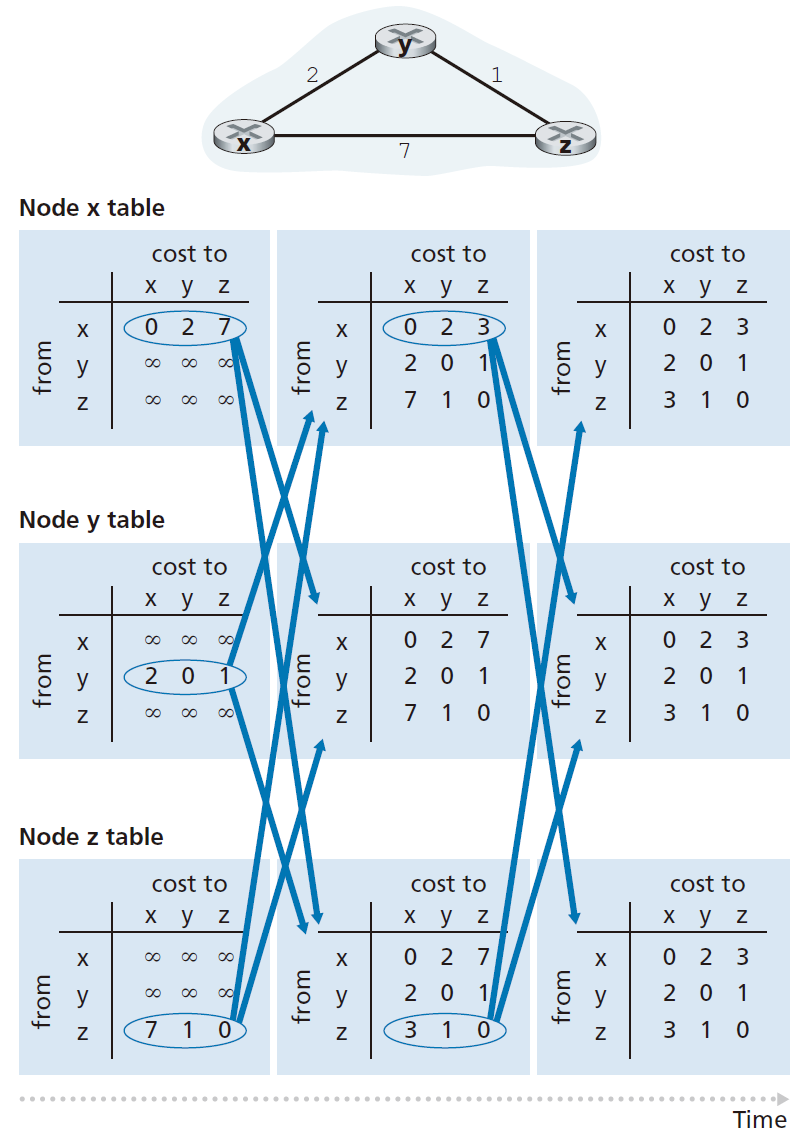 y
2 1
x z
7
Node x table
cost to cost to cost to
x y z x y z x y z
x 0 2 7 x 0 2 3 x 0 2 3
from y ∞ ∞ ∞ from y 2 0 1 from y 2 0 1
z ∞ ∞ ∞ z 7 1 0 z 3 1 0
Node y table
cost to cost to cost to
x y z x y z x y z
x ∞ ∞ ∞ x 0 2 7 x 0 2 3
from y 2 0 1 from y 2 0 1 from y 2 0 1
z ∞ ∞ ∞ z 7 1 0 z 3 1 0
Node z table
cost to cost to cost to
x y z x y z x y z
x ∞ ∞ ∞ x 0 2 7 x 0 2 3
from y ∞ ∞ ∞ from y 2 0 1 from y 2 0 1
z 7 1 0 z 3 1 0 z 3 1 0
Time